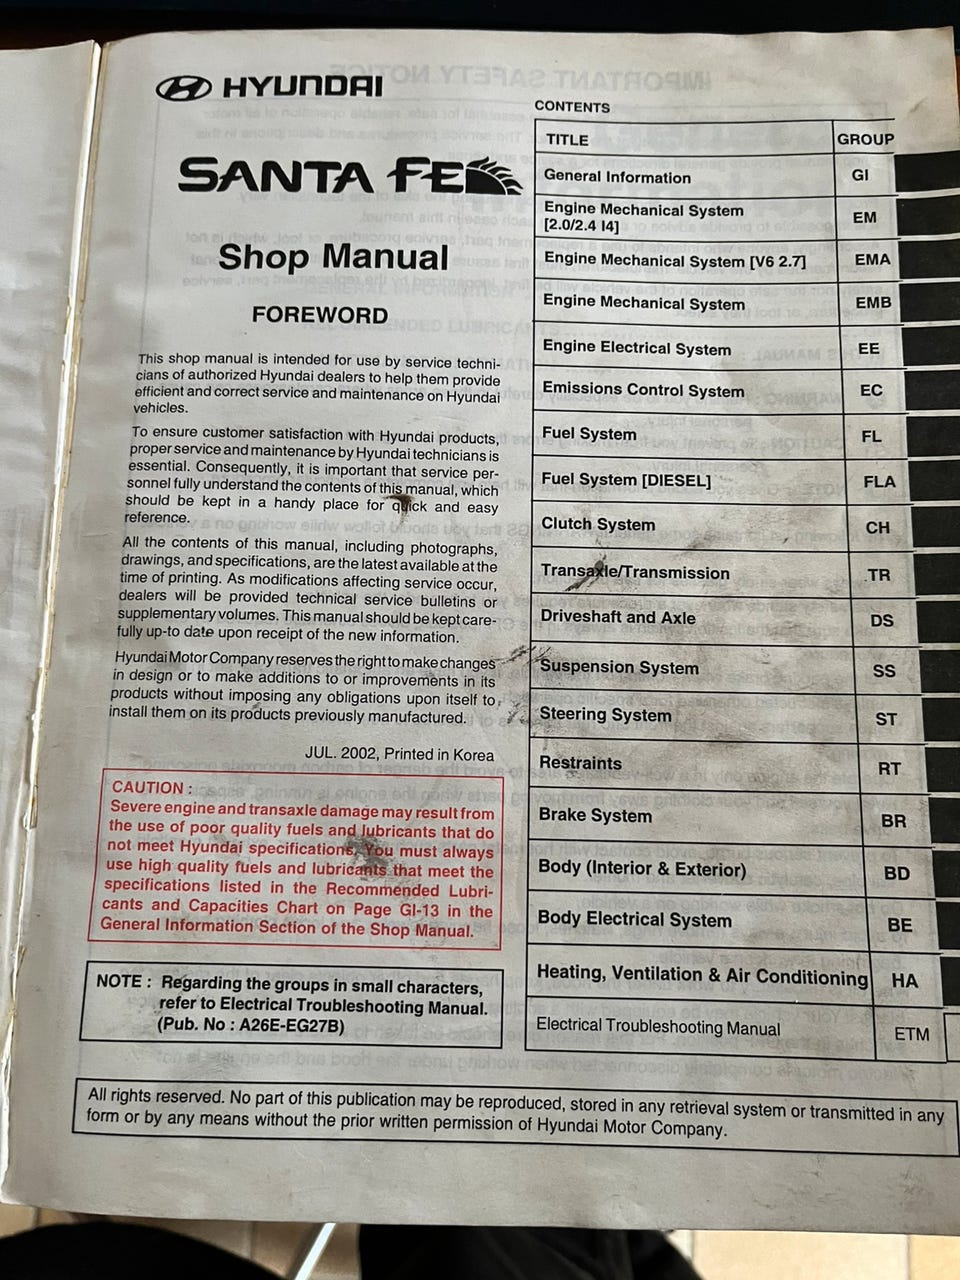 HYUNDAI
SANTA FE
Shop Manual
FOREWORD
This shop manual is intended for use by service techni-
cians of authorized Hyundai dealers to help them provide
efficient and correct service and maintenance on Hyundai
vehicles.
To ensure customer satisfaction with Hyundai products,
proper service and maintenance by Hyundai technicians is
essential. Consequently, it is important that service per-
sonnel fully understand the contents of this manual, which
should be kept in a handy place for quick and easy
reference.
All the contents of this manual, including photographs,
drawings, and specifications, are the latest available at the
time of printing. As modifications affecting service occur,
dealers will be provided technical service bulletins or
supplementary volumes. This manual should be kept care-
fully up-to date upon receipt of the new information.
Hyundai Motor Company reserves the right to make changes
in design or to make additions to or improvements in its
products without imposing any obligations upon itself to
install them on its products previously manufactured.
JUL. 2002, Printed in Korea
CAUTION :
Severe engine and transaxle damage may result from
the use of poor quality fuels and lubricants that do
not meet Hyundai specifications. You must always
use high quality fuels and lubricants that meet the
specifications listed in the Recommended Lubri-
cants and Capacities Chart on Page GI-13 in the
General Information Section of the Shop Manual.
NOTE : Regarding the groups in small characters,
refer to Electrical Troubleshooting Manual.
(Pub. No : A26E-EG27B)
CONTENTS
TITLE GROUP
General Information GI
Engine Mechanical System
[2.0/2.4 I4] EM
Engine Mechanical System [V6 2.7] EMA
Engine Mechanical System EMB
Engine Electrical System EE
Emissions Control System EC
Fuel System FL
Fuel System [DIESEL] FLA
Clutch System CH
Transaxle/Transmission TR
Driveshaft and Axle DS
Suspension System SS
Steering System ST
Restraints RT
Brake System BR
Body (Interior & Exterior) BD
Body Electrical System BE
Heating, Ventilation & Air Conditioning HA
Electrical Troubleshooting Manual ETM
All rights reserved. No part of this publication may be reproduced, stored in any retrieval system or transmitted in any
form or by any means without the prior written permission of Hyundai Motor Company.